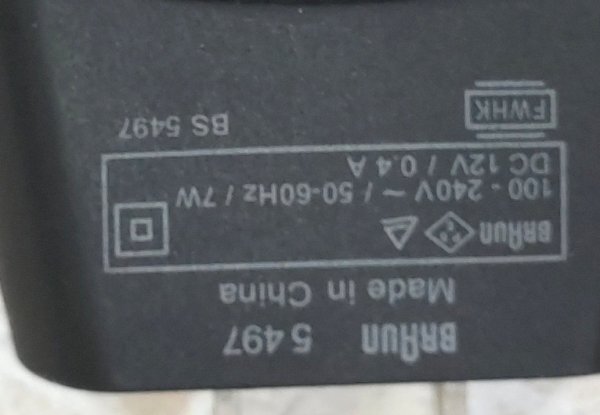 BRAUN 5 497
Made in China
BRAUN
100 - 240V ~ / 50-60Hz / 7W
DC 12V / 0.4 A
BS 5497
FWHK